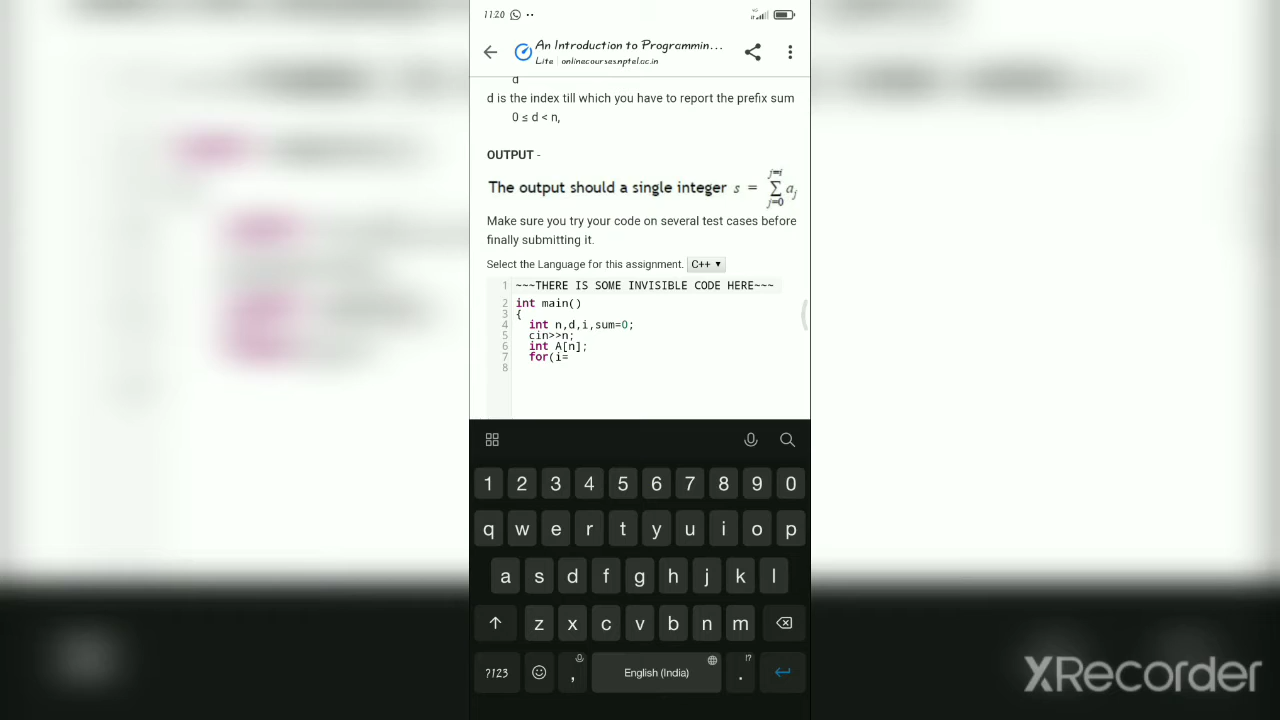 11:20
An Introduction to Programmin...
Lite | onlinecourses.nptel.ac.in
d
d is the index till which you have to report the prefix sum
0 ≤ d < n,
OUTPUT -
The output should a single integer s = j=i ∑ j=0 aj
Make sure you try your code on several test cases before
finally submitting it.
Select the Language for this assignment. C++ ▼
1 ~~~THERE IS SOME INVISIBLE CODE HERE~~~
2 int main()
3 {
4 int n,d,i,sum=0;
5 cin>>n;
6 int A[n];
7 for(i=
8
1 2 3 4 5 6 7 8 9 0
q w e r t y u i o p
a s d f g h j k l
z x c v b n m
?123 , English (India) . !?
XRecorder